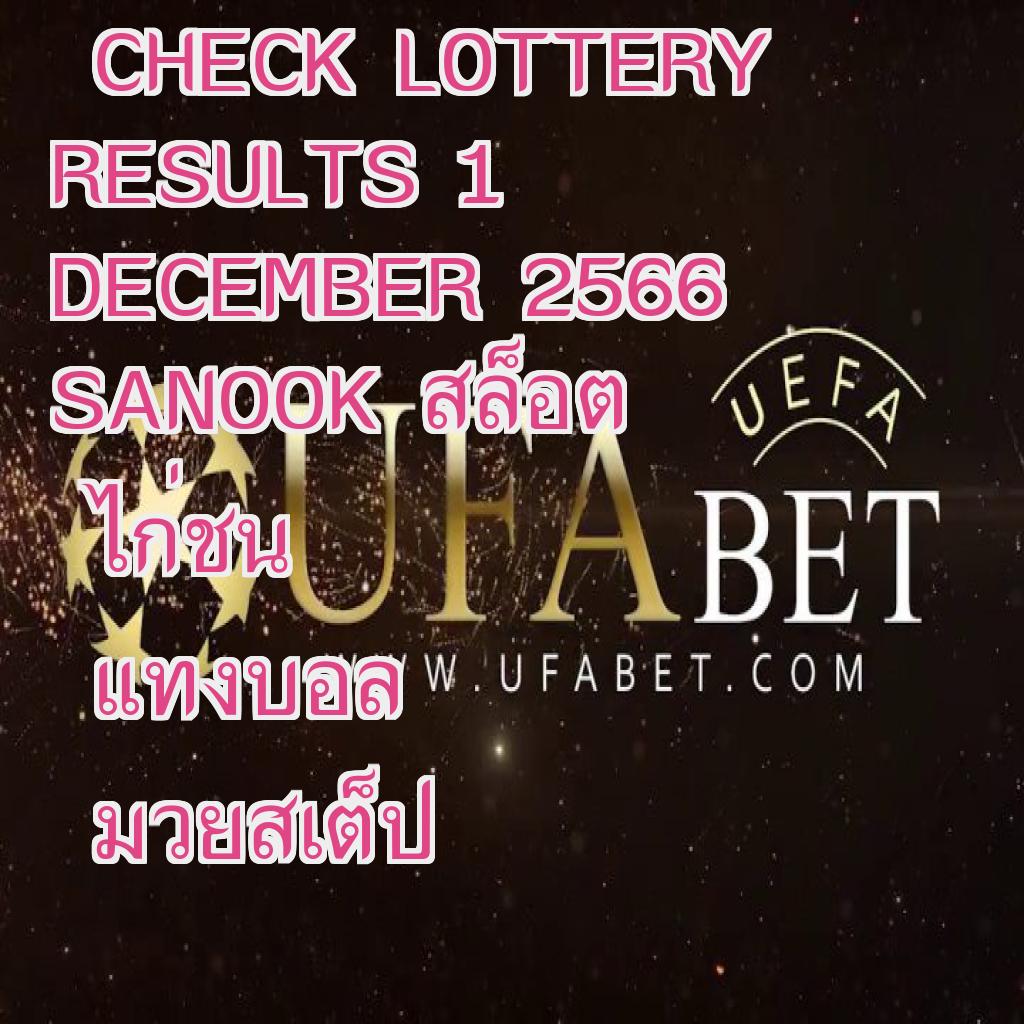 CHECK LOTTERY
RESULTS 1
DECEMBER 2566
SANOOK สล็อต
ไก่ชน
แทงบอล
มวยสเต็ป
UEFA
UFABET
WWW.UFABET.COM